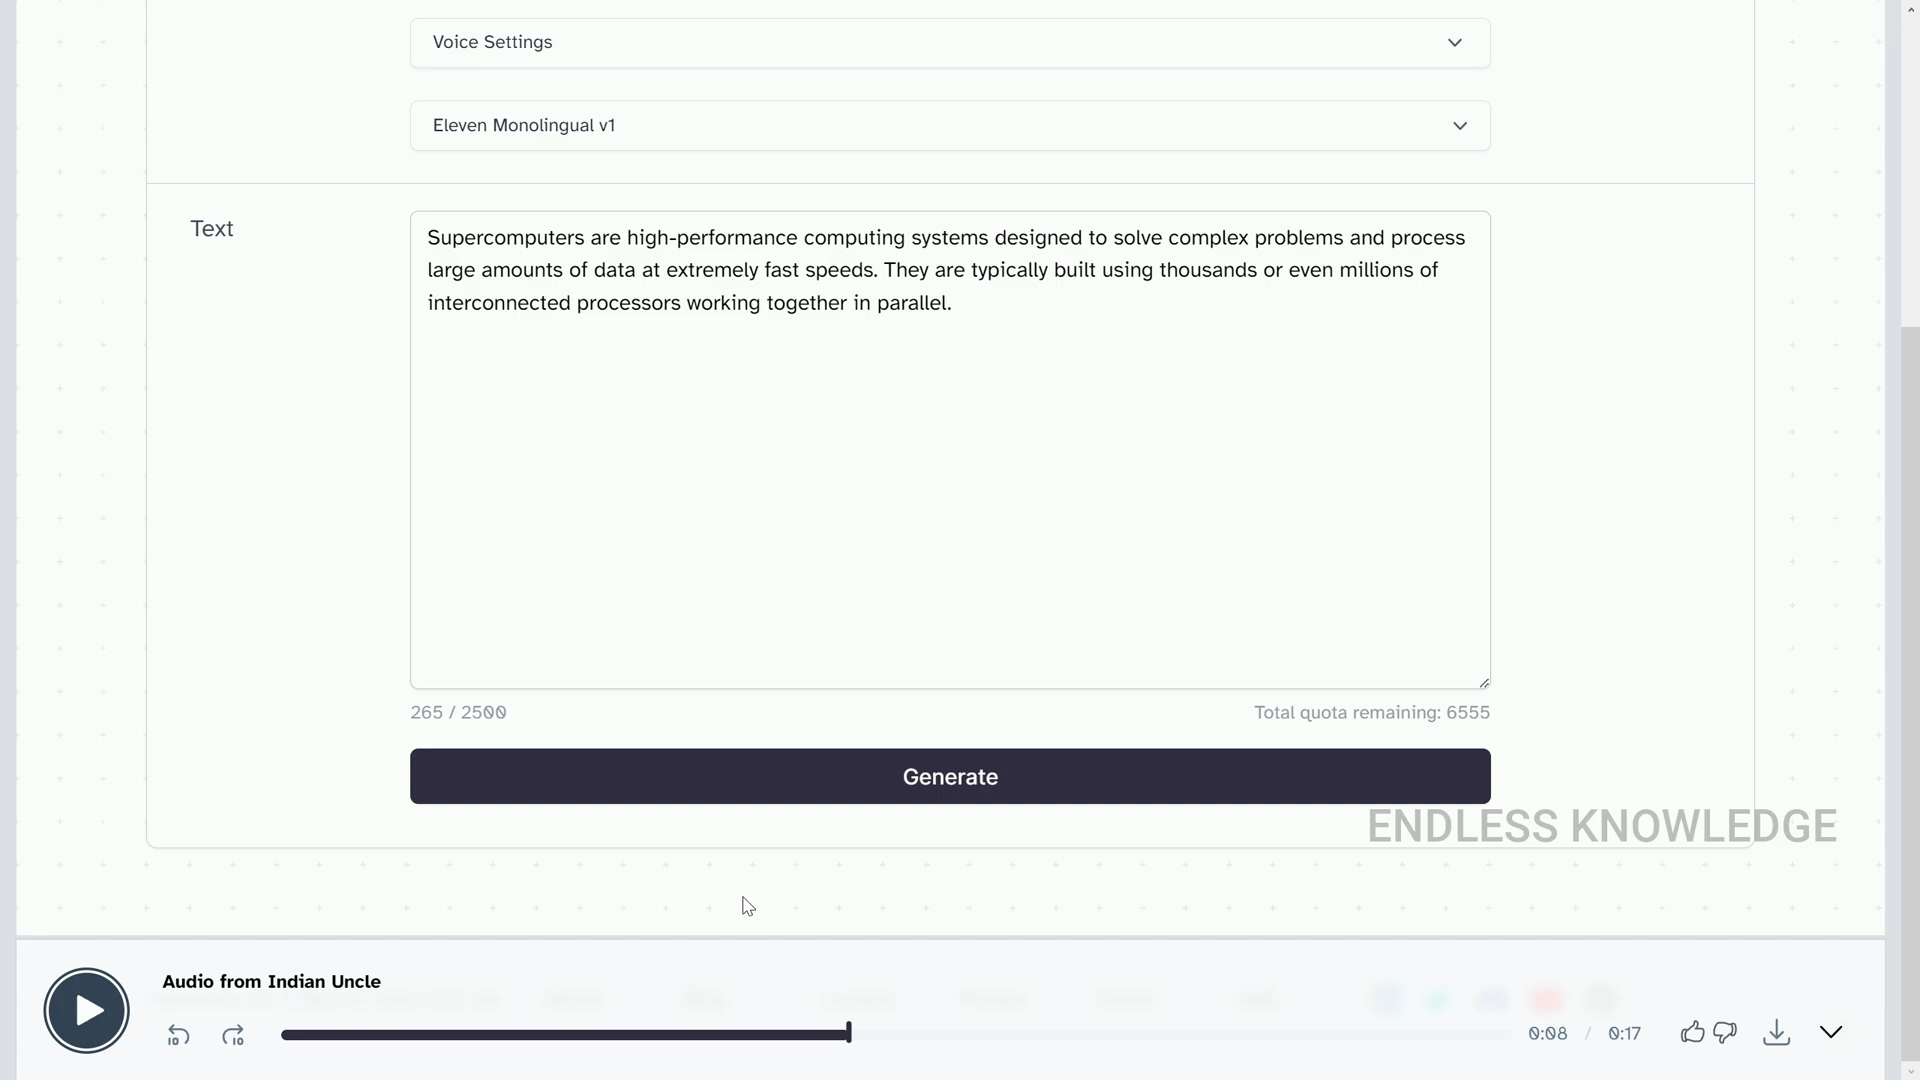 Voice Settings
Eleven Monolingual v1
Text
Supercomputers are high-performance computing systems designed to solve complex problems and process
large amounts of data at extremely fast speeds. They are typically built using thousands or even millions of
interconnected processors working together in parallel.
265 / 2500
Total quota remaining: 6555
Generate
ENDLESS KNOWLEDGE
Audio from Indian Uncle
10
10
0:08 / 0:17